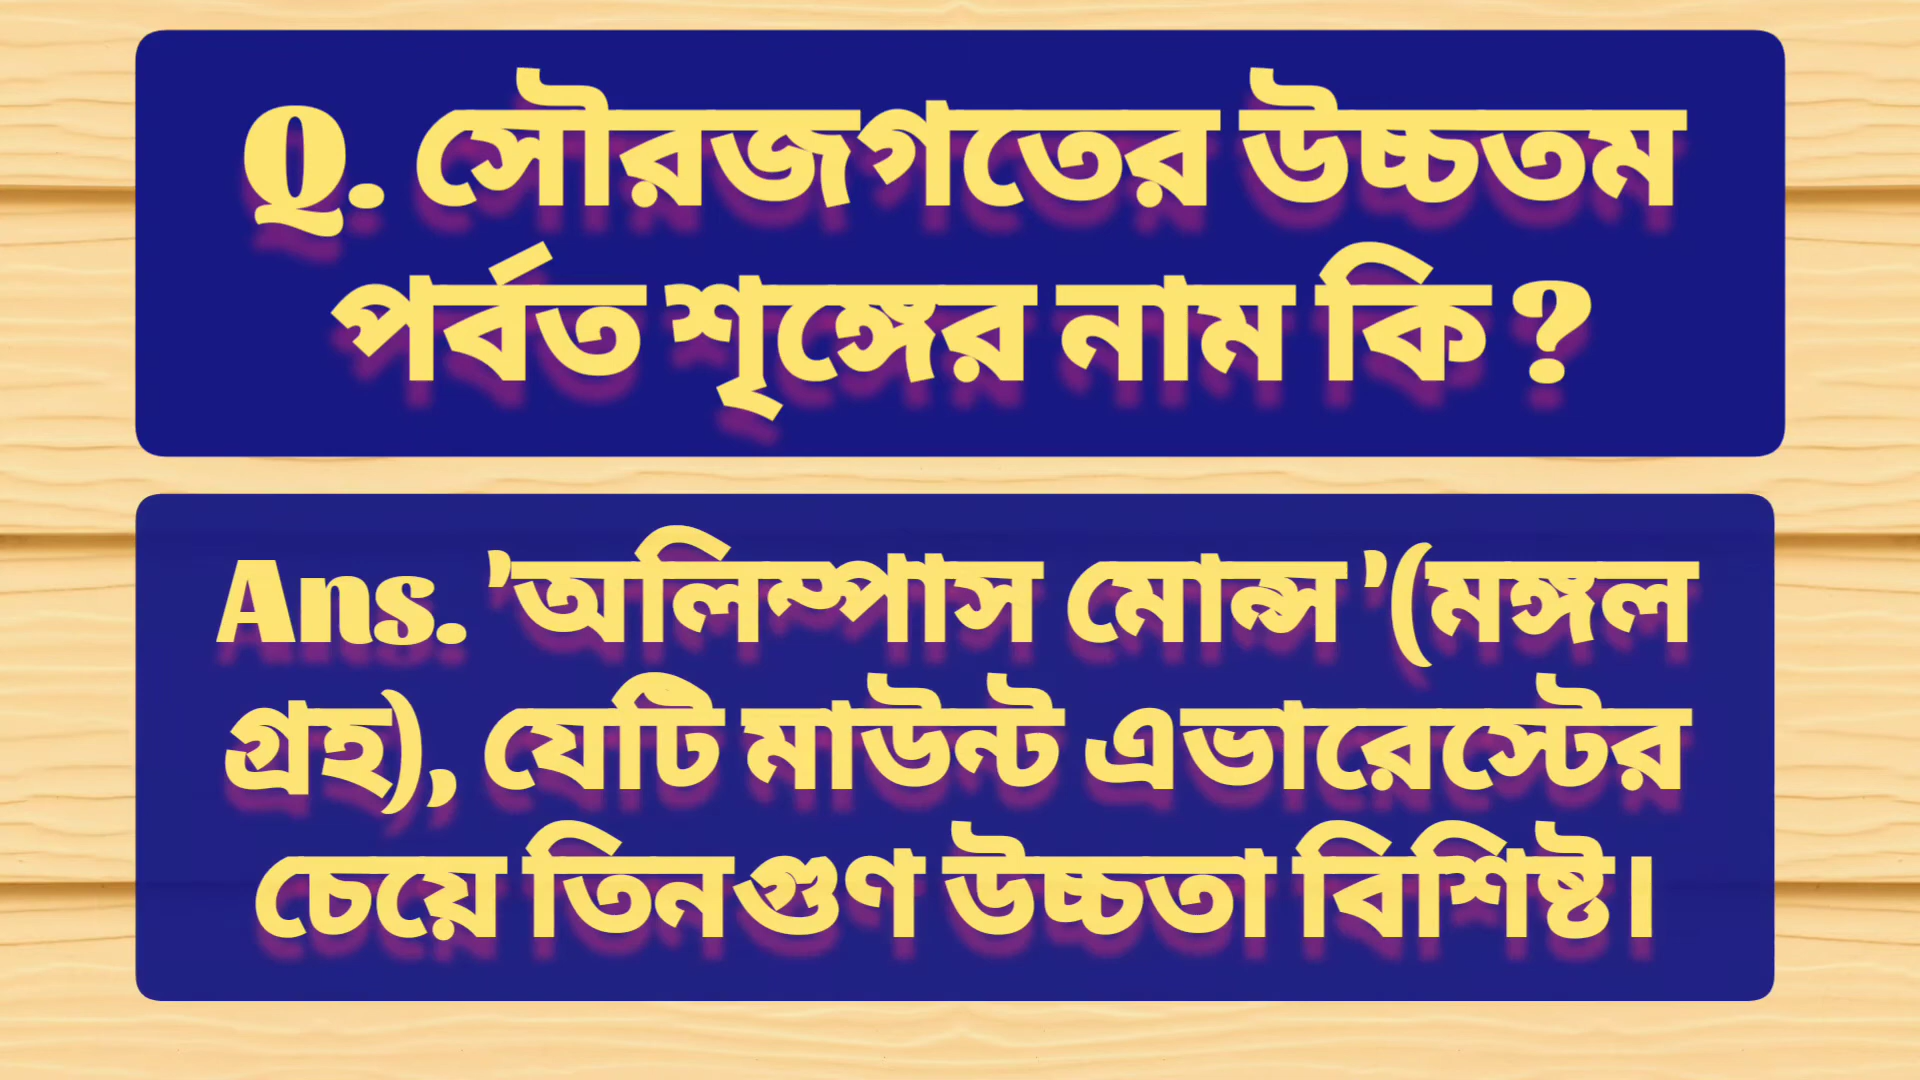 Q. সৌরজগতের উচ্চতম
পর্বত শৃঙ্গের নাম কি ?
Ans. 'অলিম্পাস মোন্স '(মঙ্গল
গ্রহ), যেটি মাউন্ট এভারেস্টের
চেয়ে তিনগুণ উচ্চতা বিশিষ্ট।